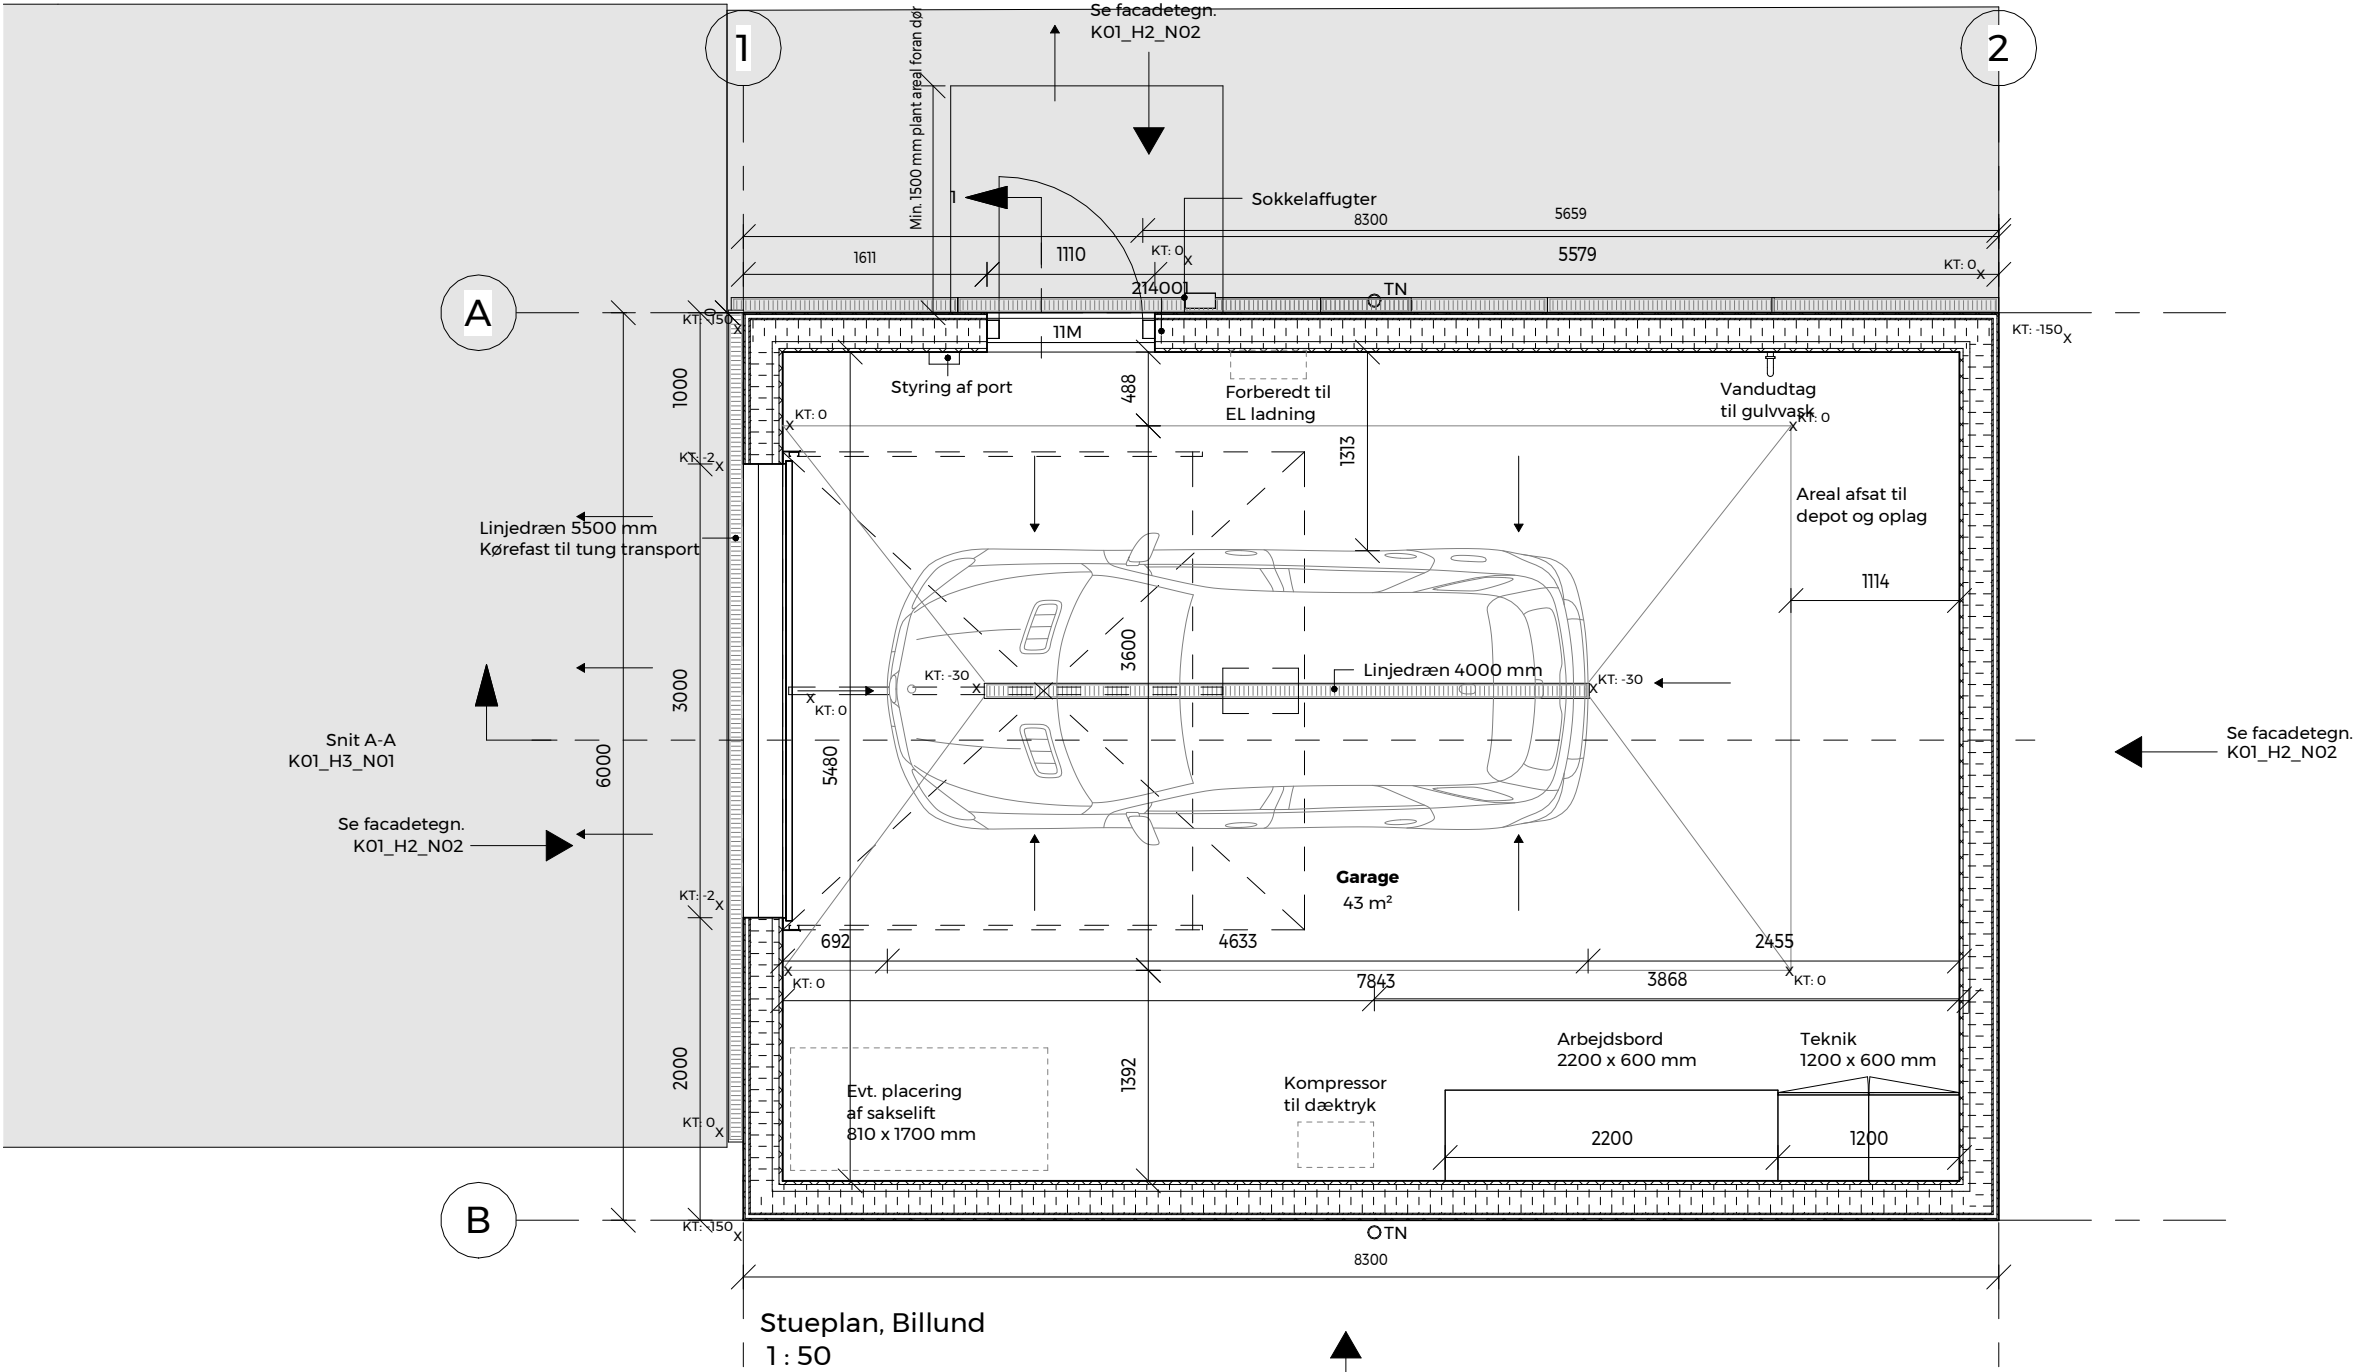 Se facadetegn.
K01_H2_N02
1
2
Min. 1500 mm plant areal foran dør
1
Sokkelaffugter
5659
8300
1611
1110
KT: 0
X
5579
KT: 0
X
214001
TN
A
0
KT: -150
X
11M
KT: -150
X
1000
Styring af port
488
Forberedt til
EL ladning
Vandudtag
til gulvvask
KT: 0
X
KT: 0
X
1313
KT: -2
X
Areal afsat til
depot og oplag
Linjedræn 5500 mm
Kørefast til tung transport
1114
3600
Linjedræn 4000 mm
KT: -30
X
KT: -30
X
3000
X
KT: 0
Snit A-A
K01_H3_N01
6000
5480
Se facadetegn.
K01_H2_N02
Se facadetegn.
K01_H2_N02
Garage
43 m²
KT: -2
X
692
4633
2455
X
KT: 0
7843
3868
X
KT: 0
2000
1392
Arbejdsbord
2200 x 600 mm
Teknik
1200 x 600 mm
Evt. placering
af sakselift
810 x 1700 mm
Kompressor
til dæktryk
KT: 0
X
2200
1200
B
KT: -150
X
TN
8300
Stueplan, Billund
1 : 50